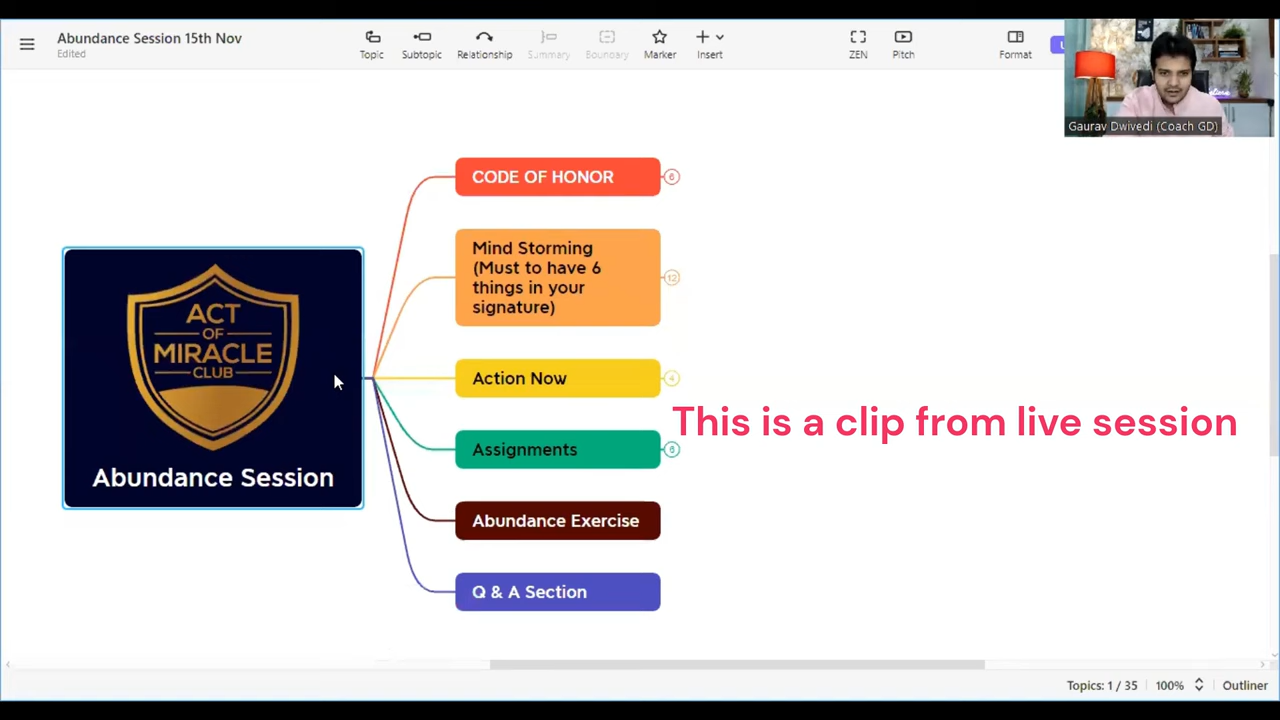 Abundance Session 15th Nov
Edited
Topic
Subtopic
Relationship
Summary
Boundary
Marker
Insert
ZEN
Pitch
Format
Gaurav Dwivedi (Coach GD)
CODE OF HONOR
6
Mind Storming
(Must to have 6
things in your
signature)
12
ACT
OF
MIRACLE
CLUB
Abundance Session
Action Now
4
This is a clip from live session
Assignments
6
Abundance Exercise
Q & A Section
Topics: 1 / 35
100%
Outliner